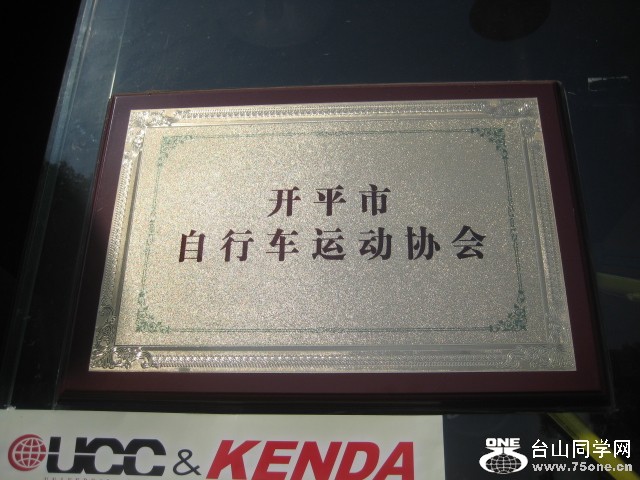 开平市
自行车运动协会
UCC & KENDA
ONE 台山同学网
www.75one.com